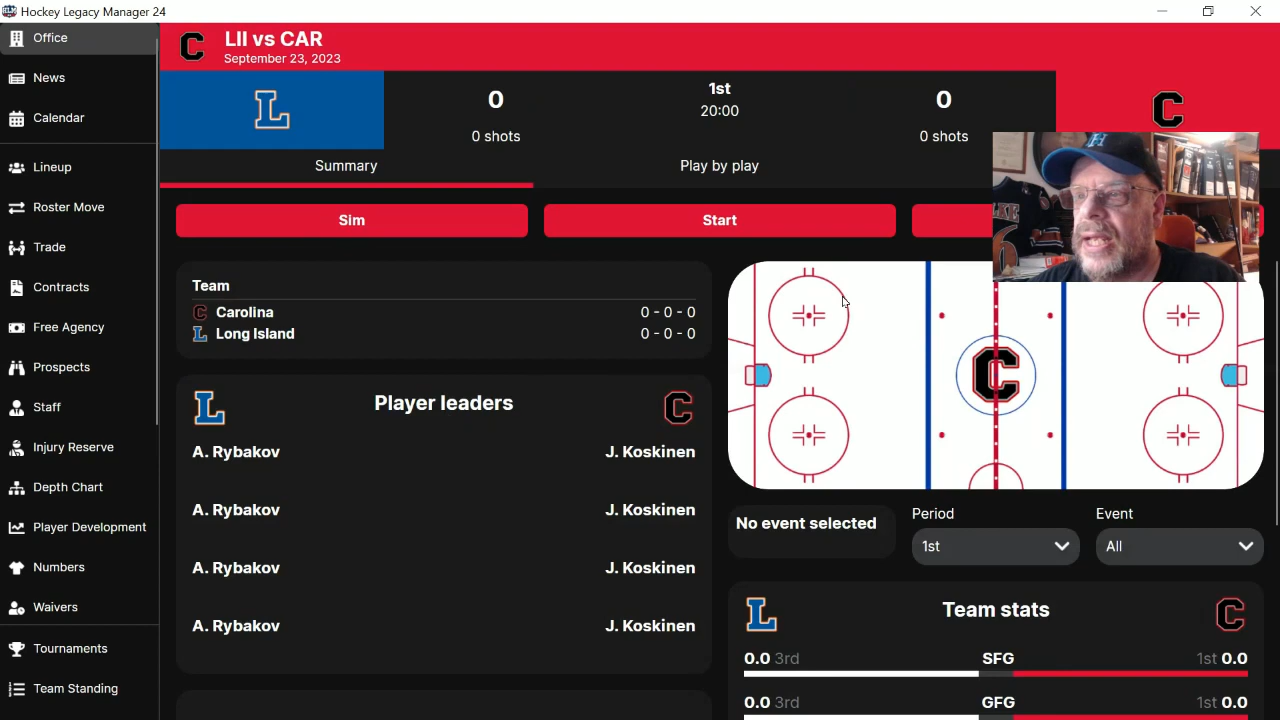 Hockey Legacy Manager 24
Office
News
Calendar
Lineup
Roster Move
Trade
Contracts
Free Agency
Prospects
Staff
Injury Reserve
Depth Chart
Player Development
Numbers
Waivers
Tournaments
Team Standing
C
LII vs CAR
September 23, 2023
L
0
0 shots
1st
20:00
0
0 shots
C
Summary
Play by play
Sim
Start
Team
C Carolina 0 - 0 - 0
L Long Island 0 - 0 - 0
L Player leaders C
A. Rybakov J. Koskinen
A. Rybakov J. Koskinen
A. Rybakov J. Koskinen
A. Rybakov J. Koskinen
C
No event selected
Period
1st
Event
All
L Team stats C
0.0 3rd SFG 1st 0.0
0.0 3rd GFG 1st 0.0